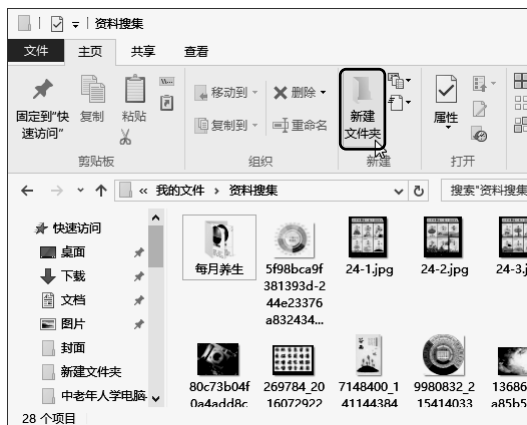 资料搜集
文件 主页 共享 查看
固定到"快速访问"
复制
粘贴
剪贴板
移动到
复制到
删除
重命名
组织
新建
文件夹
新建
属性
打开
« 我的文件 › 资料搜集
搜索"资料搜集
快速访问
桌面
下载
文档
图片
封面
新建文件夹
中老年人学电脑
每月养生
5f98bca9f
381393d-2
44e23376
a832434...
24-1.jpg
24-2.jpg
24-3.j
80c73b04f
0a4add8c
269784_20
16072922
7148400_1
41144384
9980832_2
15414033
13686
a85b5
28 个项目